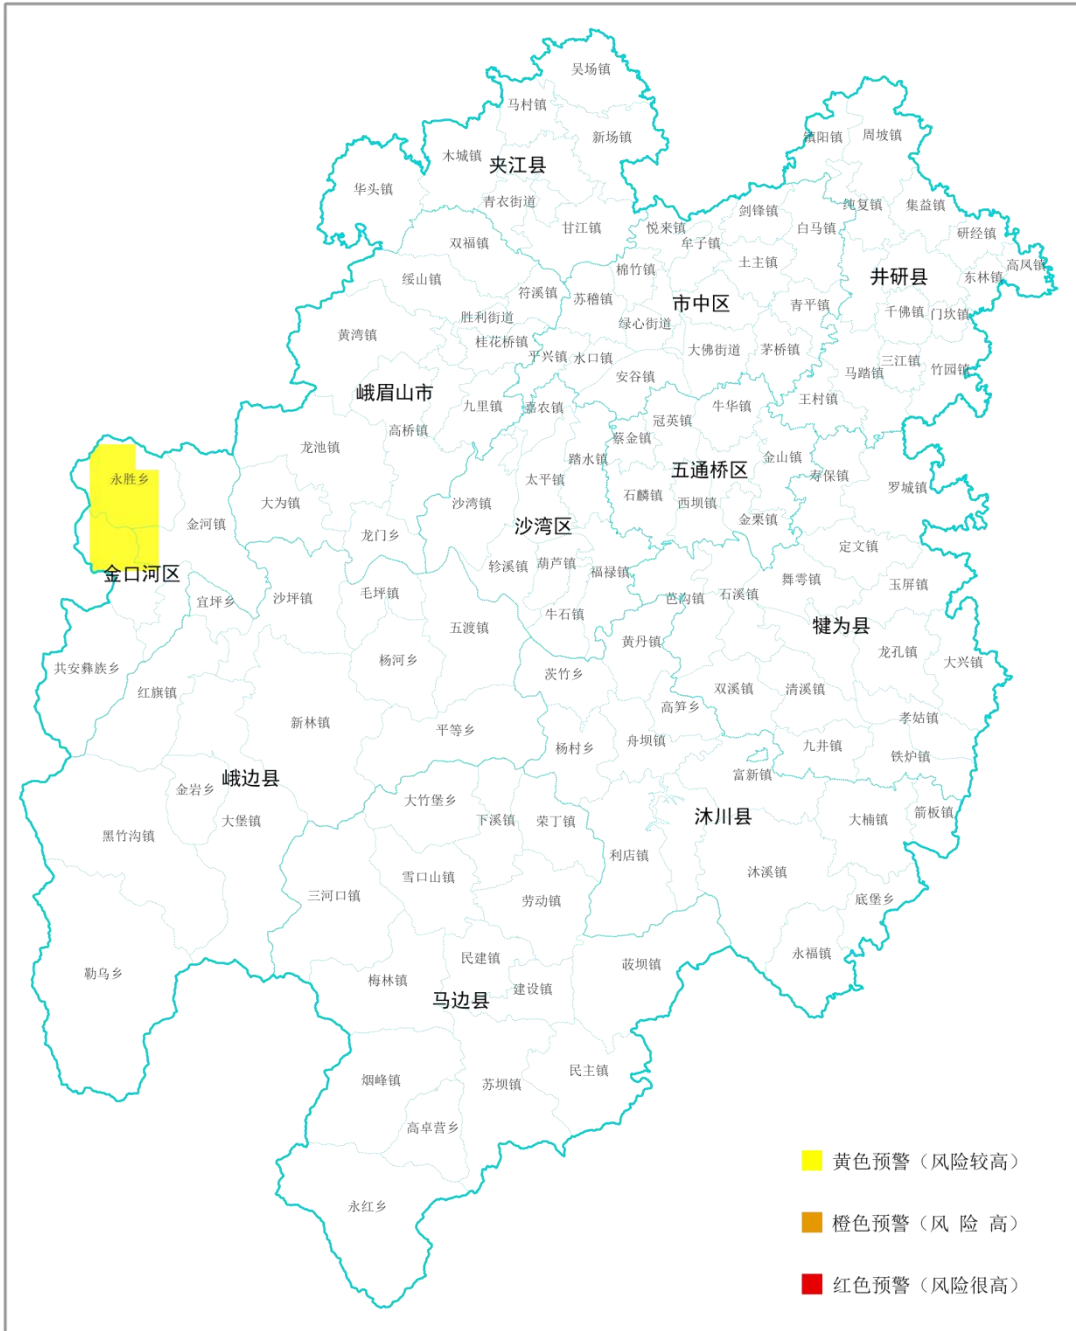 吴场镇
马村镇
新场镇
木城镇
夹江县
华头镇
青衣街道
甘江镇
镇阳镇
周坡镇
纯复镇
集益镇
研经镇
高凤镇
东林镇
井研县
千佛镇
门坎镇
三江镇
马踏镇
竹园镇
王村镇
剑锋镇
悦来镇
牟子镇
白马镇
棉竹镇
土主镇
苏稽镇
市中区
青平镇
绿心街道
大佛街道
茅桥镇
水口镇
平兴镇
安谷镇
双福镇
绥山镇
符溪镇
胜利街道
黄湾镇
桂花桥镇
峨眉山市
九里镇
高桥镇
龙池镇
大为镇
龙门乡
嘉农镇
踏水镇
太平镇
沙湾镇
沙湾区
轸溪镇
葫芦镇
福禄镇
牛石镇
牛华镇
冠英镇
蔡金镇
五通桥区
金山镇
石麟镇
西坝镇
金栗镇
寿保镇
罗城镇
定文镇
舞雩镇
玉屏镇
石溪镇
芭沟镇
犍为县
龙孔镇
大兴镇
双溪镇
清溪镇
孝姑镇
九井镇
铁炉镇
永胜乡
金河镇
金口河区
宜坪乡
共安彝族乡
沙坪镇
毛坪镇
五渡镇
杨河乡
红旗镇
新林镇
平等乡
峨边县
金岩乡
大堡镇
黑竹沟镇
勒乌乡
黄丹镇
茨竹乡
高笋乡
舟坝镇
杨村乡
富新镇
沐川县
大楠镇
箭板镇
利店镇
沐溪镇
底堡乡
永福镇
大竹堡乡
下溪镇
荣丁镇
雪口山镇
三河口镇
劳动镇
民建镇
梅林镇
建设镇
荍坝镇
马边县
烟峰镇
苏坝镇
民主镇
高卓营乡
永红乡
黄色预警（风险较高）
橙色预警（风 险 高）
红色预警（风险很高）